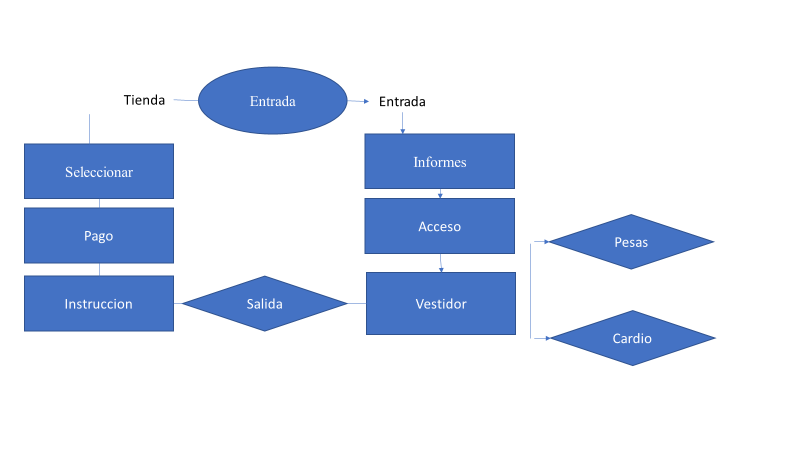 Tienda
Entrada
Entrada
Seleccionar
Informes
Pago
Acceso
Pesas
Instruccion
Salida
Vestidor
Cardio